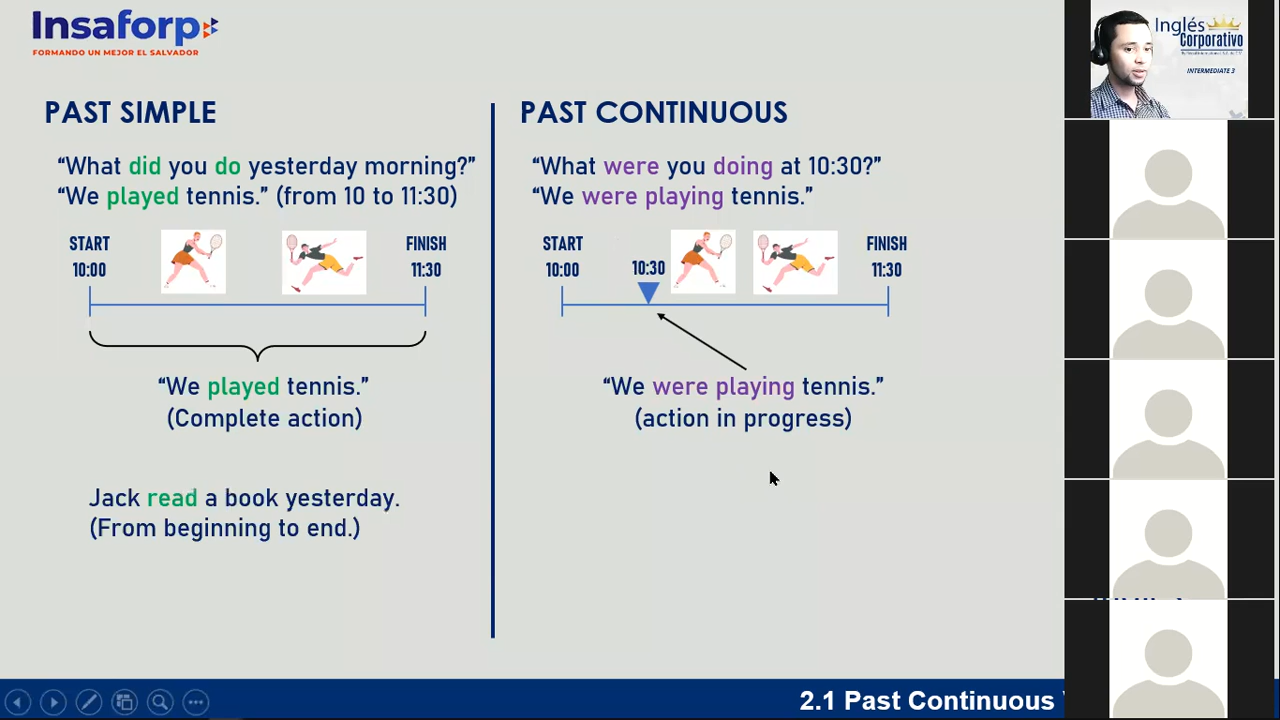 Insaforp
FORMANDO UN MEJOR EL SALVADOR
PAST SIMPLE
“What did you do yesterday morning?”
“We played tennis.” (from 10 to 11:30)
START
10:00
FINISH
11:30
“We played tennis.”
(Complete action)
Jack read a book yesterday.
(From beginning to end.)
PAST CONTINUOUS
“What were you doing at 10:30?”
“We were playing tennis.”
START
10:00
10:30
FINISH
11:30
“We were playing tennis.”
(action in progress)
2.1 Past Continuous
Inglés
Corporativo
INTERMEDIATE 3